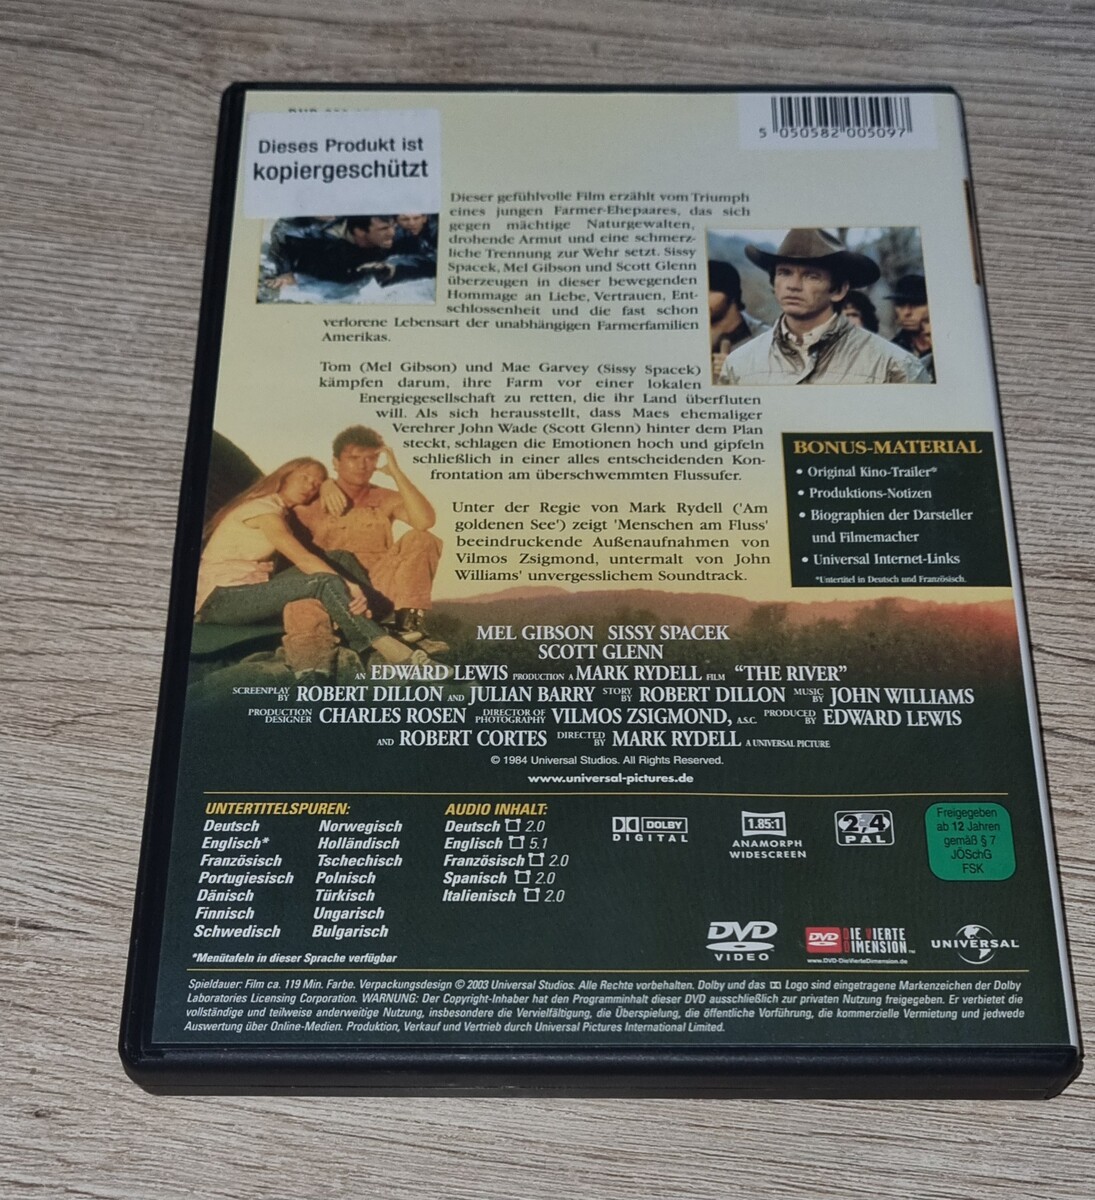 Dieses Produkt ist
kopiergeschützt
5 050582 005097
Dieser gefühlvolle Film erzählt vom Triumph
eines jungen Farmer-Ehepaares, das sich
gegen mächtige Naturgewalten,
drohende Armut und eine schmerz-
liche Trennung zur Wehr setzt. Sissy
Spacek, Mel Gibson und Scott Glenn
überzeugen in dieser bewegenden
Hommage an Liebe, Vertrauen, Ent-
schlossenheit und die fast schon
verlorene Lebensart der unabhängigen Farmerfamilien
Amerikas.
Tom (Mel Gibson) und Mae Garvey (Sissy Spacek)
kämpfen darum, ihre Farm vor einer lokalen
Energiegesellschaft zu retten, die ihr Land überfluten
will. Als sich herausstellt, dass Maes ehemaliger
Verehrer John Wade (Scott Glenn) hinter dem Plan
steckt, schlagen die Emotionen hoch und gipfeln
schließlich in einer alles entscheidenden Kon-
frontation am überschwemmten Flussufer.
Unter der Regie von Mark Rydell ('Am
goldenen See') zeigt 'Menschen am Fluss'
beeindruckende Außenaufnahmen von
Vilmos Zsigmond, untermalt von John
Williams' unvergesslichem Soundtrack.
BONUS-MATERIAL
• Original Kino-Trailer*
• Produktions-Notizen
• Biographien der Darsteller
und Filmemacher
• Universal Internet-Links
*Untertitel in Deutsch und Französisch.
MEL GIBSON SISSY SPACEK
SCOTT GLENN
AN EDWARD LEWIS PRODUCTION A MARK RYDELL FILM "THE RIVER"
SCREENPLAY BY ROBERT DILLON AND JULIAN BARRY STORY BY ROBERT DILLON MUSIC BY JOHN WILLIAMS
PRODUCTION DESIGNER CHARLES ROSEN DIRECTOR OF PHOTOGRAPHY VILMOS ZSIGMOND, A.S.C. PRODUCED BY EDWARD LEWIS
AND ROBERT CORTES DIRECTED BY MARK RYDELL A UNIVERSAL PICTURE
© 1984 Universal Studios. All Rights Reserved.
www.universal-pictures.de
UNTERTITELSPUREN:
Deutsch Norwegisch
Englisch* Holländisch
Französisch Tschechisch
Portugiesisch Polnisch
Dänisch Türkisch
Finnisch Ungarisch
Schwedisch Bulgarisch
*Menütafeln in dieser Sprache verfügbar
AUDIO INHALT:
Deutsch 2.0
Englisch 5.1
Französisch 2.0
Spanisch 2.0
Italienisch 2.0
DOLBY
DIGITAL
1.85:1
ANAMORPH
WIDESCREEN
2,4
PAL
Freigegeben
ab 12 Jahren
gemäß § 7
JÖSchG
FSK
DVD
VIDEO
DVD DIE VIERTE
DIMENSION
www.DVD-DieVierteDimension.de
UNIVERSAL
Spieldauer: Film ca. 119 Min. Farbe. Verpackungsdesign © 2003 Universal Studios. Alle Rechte vorbehalten. Dolby und das Logo sind eingetragene Markenzeichen der Dolby
Laboratories Licensing Corporation. WARNUNG: Der Copyright-Inhaber hat den Programminhalt dieser DVD ausschließlich zur privaten Nutzung freigegeben. Er verbietet die
vollständige und teilweise anderweitige Nutzung, insbesondere die Vervielfältigung, die Überspielung, die öffentliche Vorführung, die kommerzielle Vermietung und jedwede
Auswertung über Online-Medien. Produktion, Verkauf und Vertrieb durch Universal Pictures International Limited.